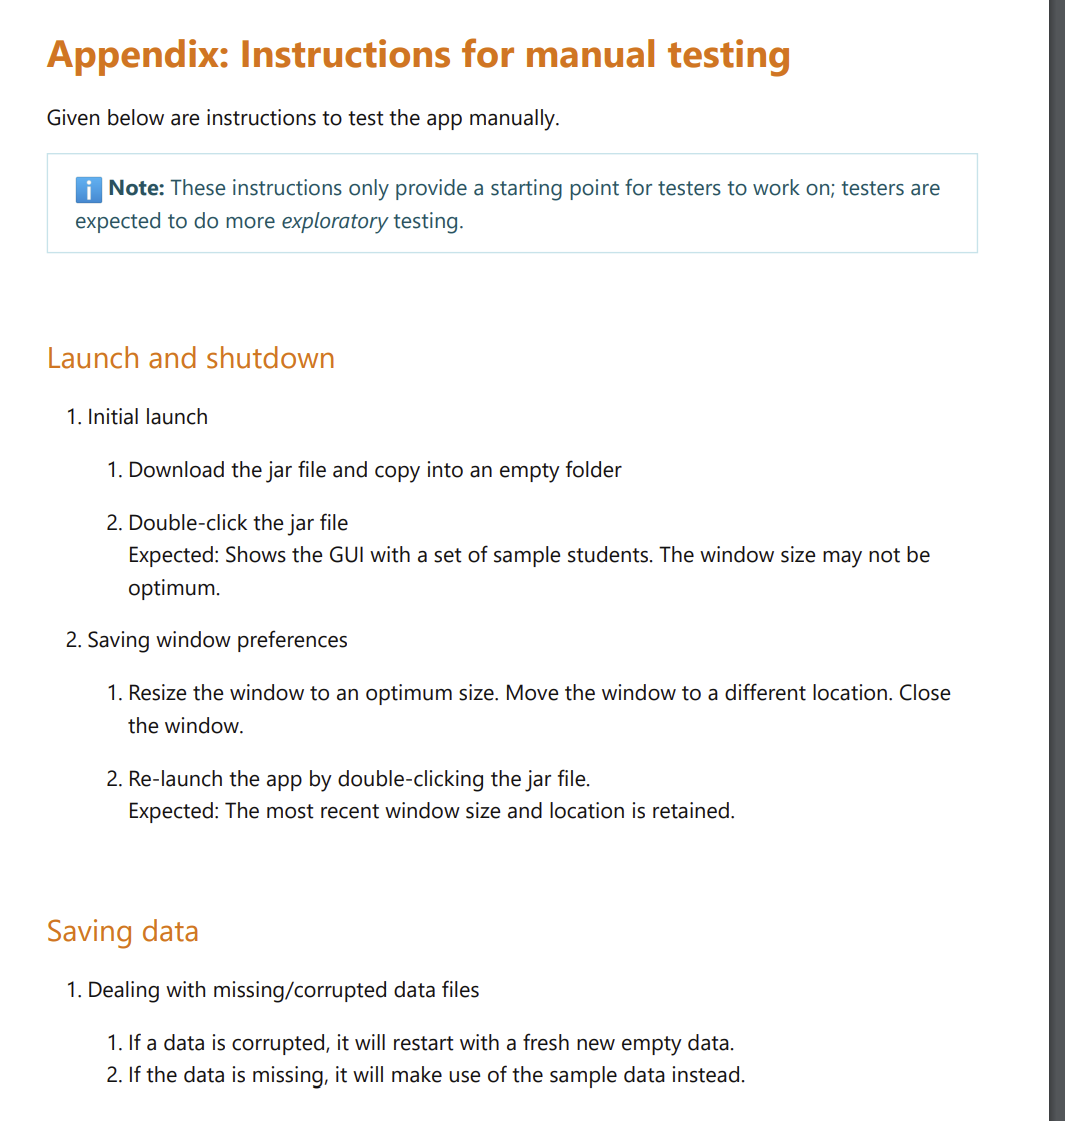 Appendix: Instructions for manual testing
Given below are instructions to test the app manually.
ℹ️ Note: These instructions only provide a starting point for testers to work on; testers are
expected to do more exploratory testing.
Launch and shutdown
1. Initial launch
1. Download the jar file and copy into an empty folder
2. Double-click the jar file
Expected: Shows the GUI with a set of sample students. The window size may not be
optimum.
2. Saving window preferences
1. Resize the window to an optimum size. Move the window to a different location. Close
the window.
2. Re-launch the app by double-clicking the jar file.
Expected: The most recent window size and location is retained.
Saving data
1. Dealing with missing/corrupted data files
1. If a data is corrupted, it will restart with a fresh new empty data.
2. If the data is missing, it will make use of the sample data instead.